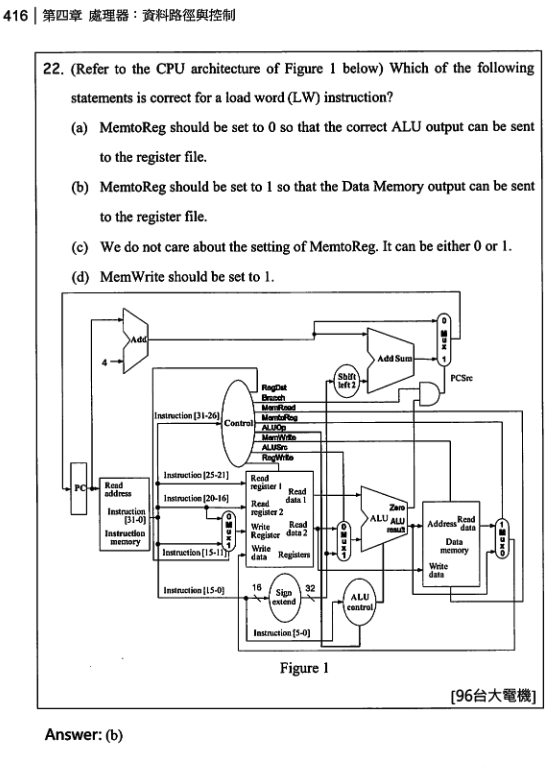 416 | 第四章 處理器：資料路徑與控制
22. (Refer to the CPU architecture of Figure 1 below) Which of the following
statements is correct for a load word (LW) instruction?
(a) MemtoReg should be set to 0 so that the correct ALU output can be sent
to the register file.
(b) MemtoReg should be set to 1 so that the Data Memory output can be sent
to the register file.
(c) We do not care about the setting of MemtoReg. It can be either 0 or 1.
(d) MemWrite should be set to 1.
Add
4
Add Sum
0
Mux
1
PCSrc
Shift
left 2
RegDst
Branch
MemRead
MemtoReg
ALUOp
MemWrite
ALUSrc
RegWrite
Instruction [31-26]
Control
PC
Read
address
Instruction
[31-0]
Instruction
memory
Instruction [25-21]
Instruction [20-16]
Instruction [15-11]
0
Mux
1
Read
register 1
Read
register 2
Write
Register
Write
data
Read
data 1
Read
data 2
Registers
0
Mux
1
Zero
ALU
ALU
result
Address
Read
data
Data
memory
Write
data
1
Mux
0
Instruction [15-0]
16
Sign
extend
32
ALU
control
Instruction [5-0]
Figure 1
[96台大電機]
Answer: (b)